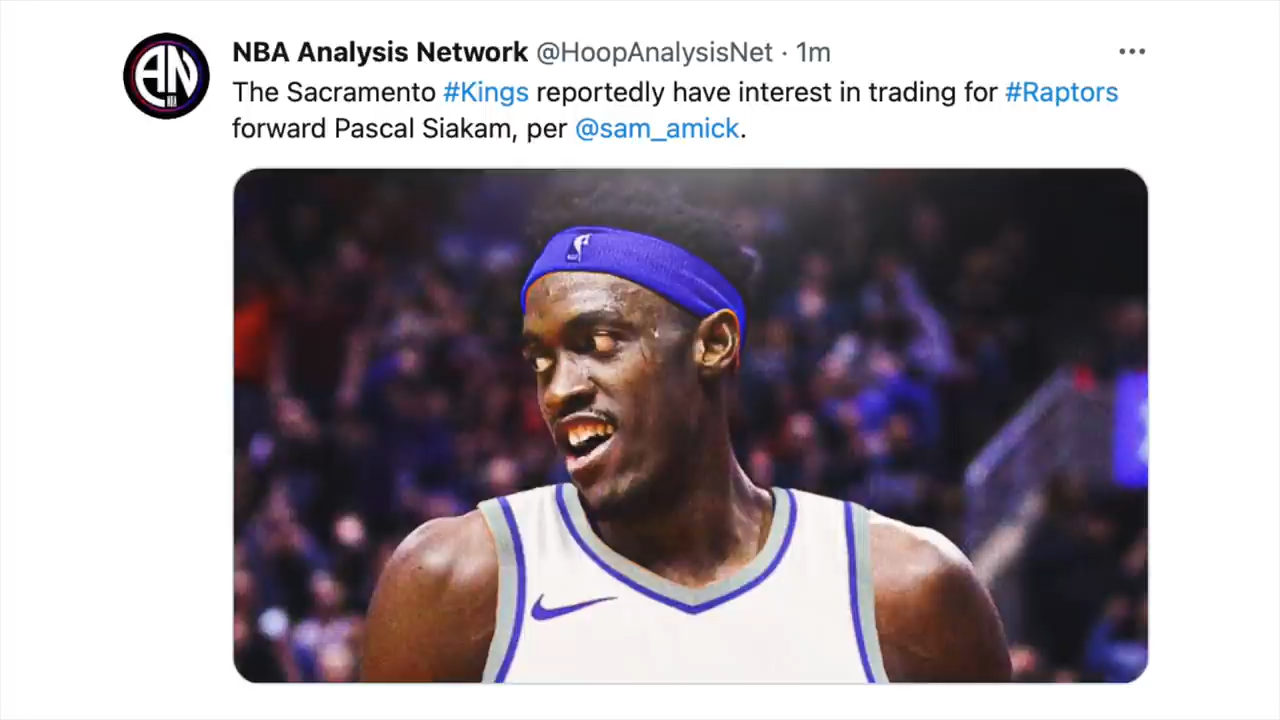 NBA Analysis Network @HoopAnalysisNet · 1m
The Sacramento #Kings reportedly have interest in trading for #Raptors
forward Pascal Siakam, per @sam_amick.
AN